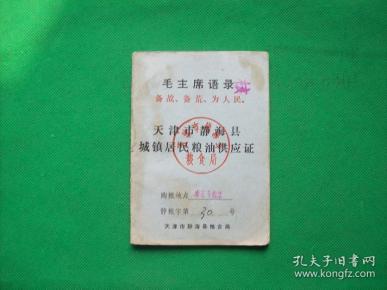 毛主席语录
备战、备荒、为人民。
天津市静海县
城镇居民粮油供应证
粮食局
购粮地点
静粮字第 30 号
天津市静海县粮食局
孔夫子旧书网